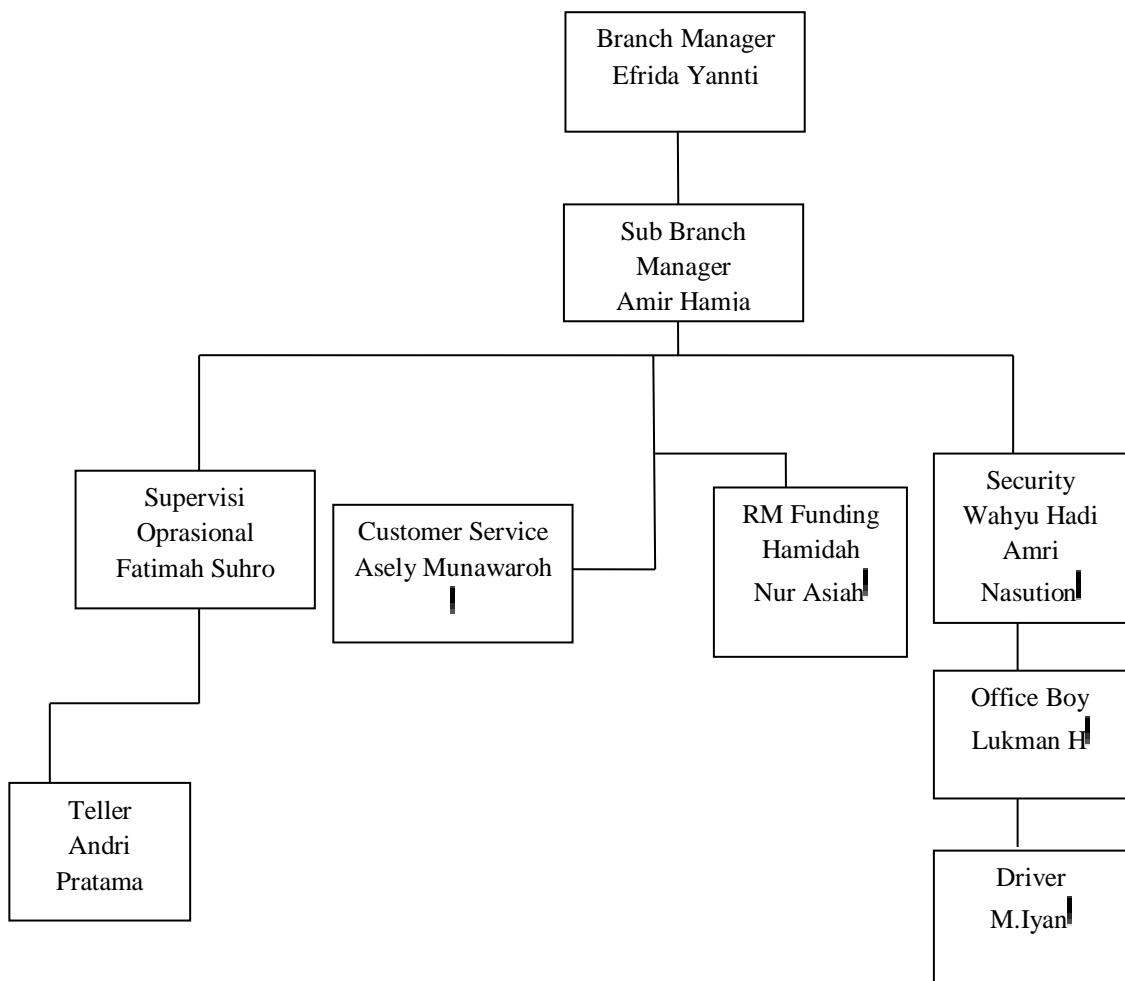 Branch Manager
Efrida Yannti
Sub Branch
Manager
Amir Hamja
Supervisi
Oprasional
Fatimah Suhro
Customer Service
Asely Munawaroh
RM Funding
Hamidah
Nur Asiah
Security
Wahyu Hadi
Amri
Nasution
Office Boy
Lukman H
Teller
Andri
Pratama
Driver
M.Iyan